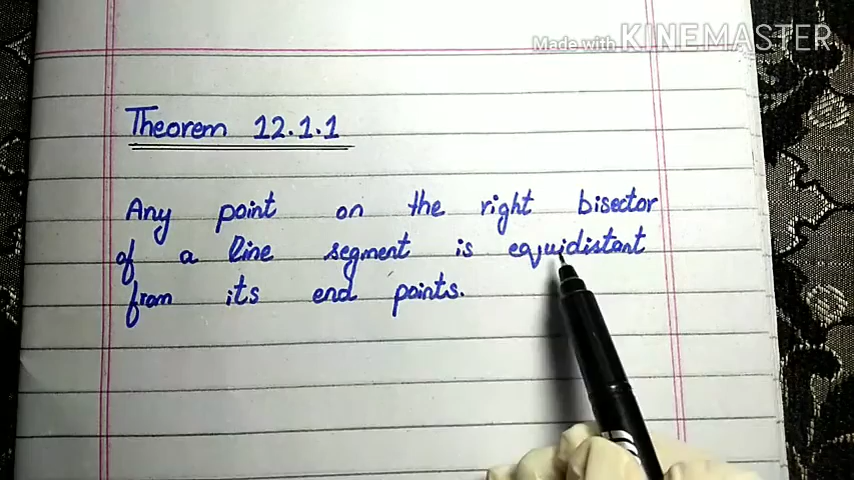 Made with KINEMASTER
Theorem 12.1.1
Any point on the right bisector
of a line segment is equidistant
from its end points.